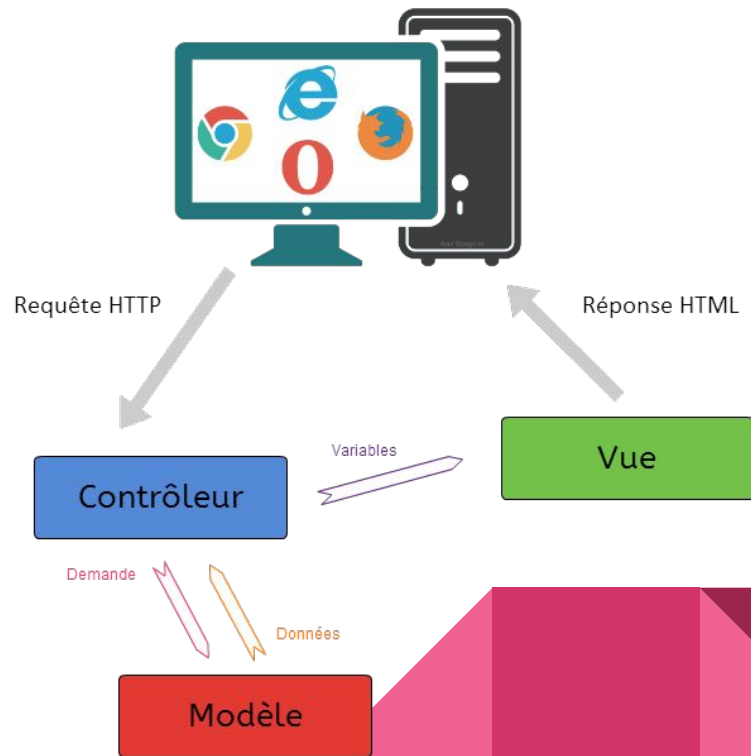 Requête HTTP
Réponse HTML
Variables
Vue
Contrôleur
Demande
Données
Modèle